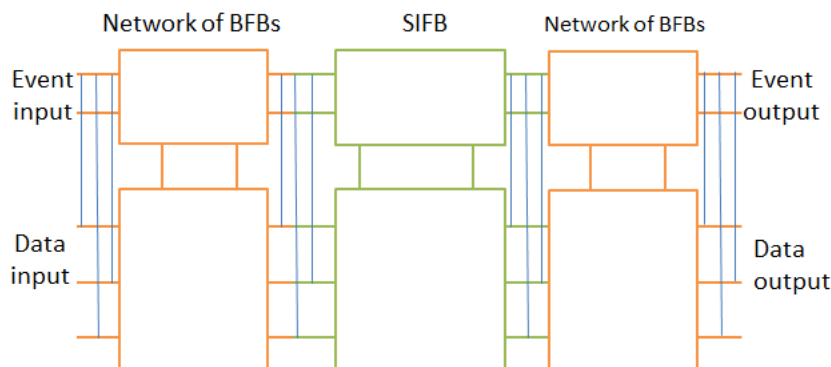 Network of BFBs
SIFB
Network of BFBs
Event
input
Event
output
Data
input
Data
output